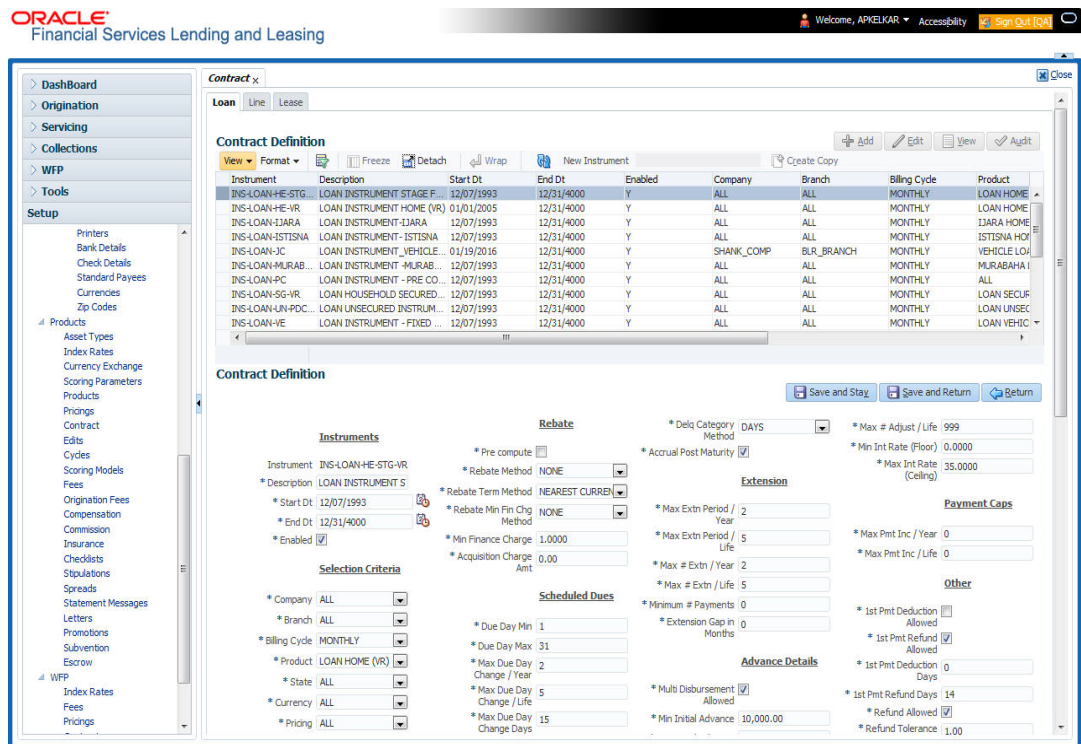 ORACLE
Financial Services Lending and Leasing
Welcome, APKELKAR
Accessibility
Sign Out [QA]
Close
DashBoard
Origination
Servicing
Collections
WFP
Tools
Setup
Printers
Bank Details
Check Details
Standard Payees
Currencies
Zip Codes
Products
Asset Types
Index Rates
Currency Exchange
Scoring Parameters
Products
Pricings
Contract
Edits
Cycles
Scoring Models
Fees
Origination Fees
Compensation
Commission
Insurance
Checklists
Stipulations
Spreads
Statement Messages
Letters
Promotions
Subvention
Escrow
WFP
Index Rates
Fees
Pricings
Contract x
Loan Line Lease
Contract Definition
Add Edit View Audit
View Format Freeze Detach Wrap New Instrument Create Copy
Instrument Description Start Dt End Dt Enabled Company Branch Billing Cycle Product
INS-LOAN-HE-STG... LOAN INSTRUMENT STAGE F... 12/07/1993 12/31/4000 Y ALL ALL MONTHLY LOAN HOME
INS-LOAN-HE-VR LOAN INSTRUMENT HOME (VR) 01/01/2005 12/31/4000 Y ALL ALL MONTHLY LOAN HOME
INS-LOAN-IJARA LOAN INSTRUMENT-IJARA 12/07/1993 12/31/4000 Y ALL ALL MONTHLY IJARA HOME
INS-LOAN-ISTISNA LOAN INSTRUMENT- ISTISNA 12/07/1993 12/31/4000 Y ALL ALL MONTHLY ISTISNA HO
INS-LOAN-JC LOAN INSTRUMENT_VEHICLE... 01/19/2016 12/31/4000 Y SHANK_COMP BLR_BRANCH MONTHLY VEHICLE LOA
INS-LOAN-MURAB... LOAN INSTRUMENT -MURAB... 12/07/1993 12/31/4000 Y ALL ALL MONTHLY MURABAHA
INS-LOAN-PC LOAN INSTRUMENT - PRE CO... 12/07/1993 12/31/4000 Y ALL ALL MONTHLY ALL
INS-LOAN-SG-VR LOAN HOUSEHOLD SECURED... 12/07/1993 12/31/4000 Y ALL ALL MONTHLY LOAN SECUR
INS-LOAN-UN-PDC... LOAN UNSECURED INSTRUM... 12/07/1993 12/31/4000 Y ALL ALL MONTHLY LOAN UNSEC
INS-LOAN-VE LOAN INSTRUMENT - FIXED ... 12/07/1993 12/31/4000 Y ALL ALL MONTHLY LOAN VEHIC
Contract Definition
Save and Stay Save and Return Return
Instruments
Instrument INS-LOAN-HE-STG-VR
* Description LOAN INSTRUMENT S
* Start Dt 12/07/1993
* End Dt 12/31/4000
* Enabled
Selection Criteria
* Company ALL
* Branch ALL
* Billing Cycle MONTHLY
* Product LOAN HOME (VR)
* State ALL
* Currency ALL
* Pricing ALL
Rebate
* Pre compute
* Rebate Method NONE
* Rebate Term Method NEAREST CURREN
* Rebate Min Fin Chg Method NONE
* Min Finance Charge 1.0000
* Acquisition Charge Amt 0.00
Scheduled Dues
* Due Day Min 1
* Due Day Max 31
* Max Due Day Change / Year 2
* Max Due Day Change / Life 5
* Max Due Day Change Days 15
* Delq Category Method DAYS
* Accrual Post Maturity
Extension
* Max Extn Period / Year 2
* Max Extn Period / Life 5
* Max # Extn / Year 2
* Max # Extn / Life 5
* Minimum # Payments 0
* Extension Gap in Months 0
Advance Details
* Multi Disbursement Allowed
* Min Initial Advance 10,000.00
* Max # Adjust / Life 999
* Min Int Rate (Floor) 0.0000
* Max Int Rate (Ceiling) 35.0000
Payment Caps
* Max Pmt Inc / Year 0
* Max Pmt Inc / Life 0
Other
* 1st Pmt Deduction Allowed
* 1st Pmt Refund Allowed
* 1st Pmt Deduction Days 0
* 1st Pmt Refund Days 14
* Refund Allowed
* Refund Tolerance 1.00